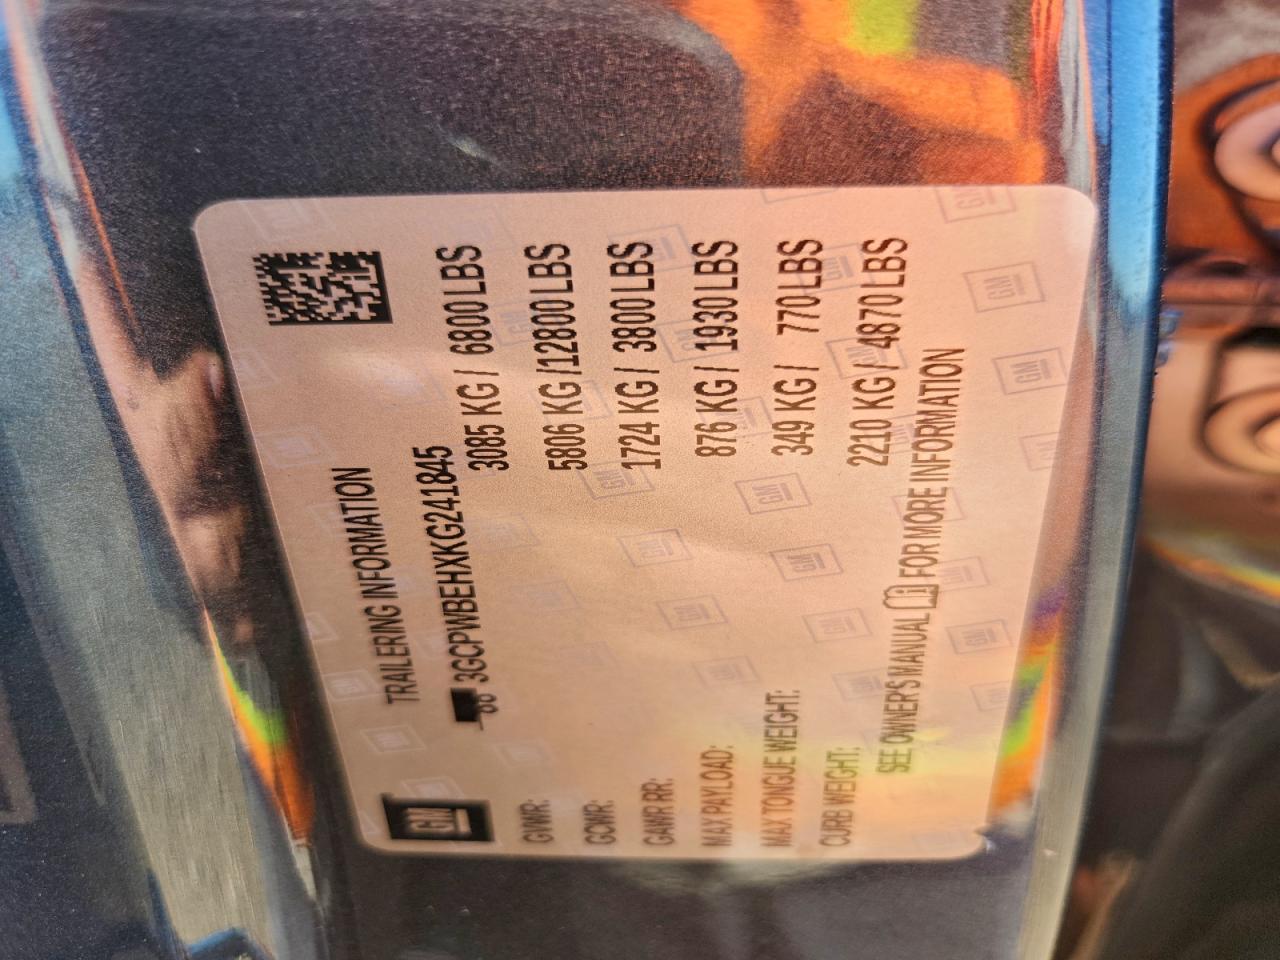 GM
TRAILERING INFORMATION
3GCPWBEHXKG241845
GVWR: 3085 KG / 6800 LBS
GCWR: 5806 KG /12800 LBS
GAWR RR: 1724 KG / 3800 LBS
MAX PAYLOAD: 876 KG / 1930 LBS
MAX TONGUE WEIGHT: 349 KG / 770 LBS
CURB WEIGHT: 2210 KG / 4870 LBS
SEE OWNER'S MANUAL FOR MORE INFORMATION